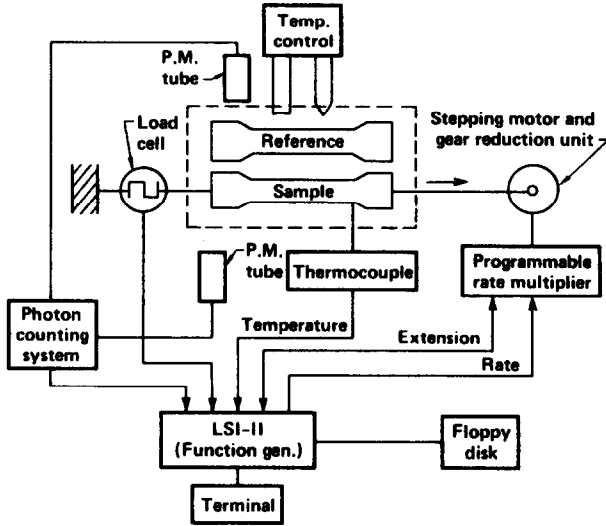 Temp.
control
P.M.
tube
Load
cell
Stepping motor and
gear reduction unit
Reference
Sample
P.M.
tube
Thermocouple
Programmable
rate multiplier
Photon
counting
system
Temperature
Extension
Rate
LSI-II
(Function gen.)
Floppy
disk
Terminal